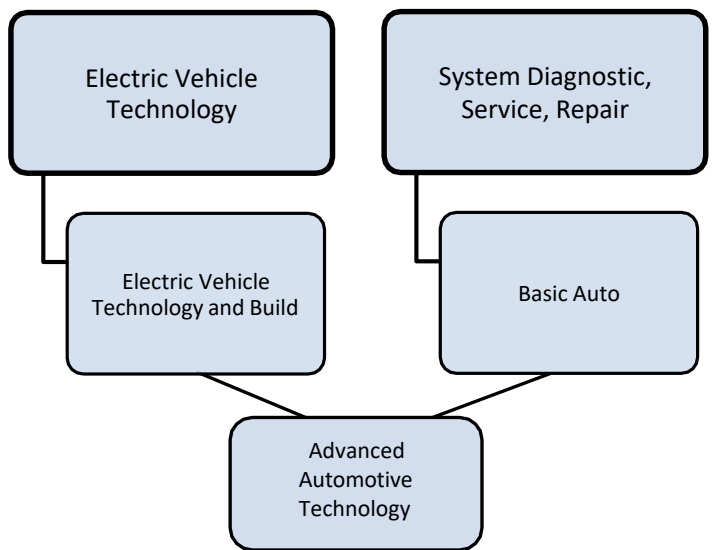 Electric Vehicle
Technology
System Diagnostic,
Service, Repair
Electric Vehicle
Technology and Build
Basic Auto
Advanced
Automotive
Technology